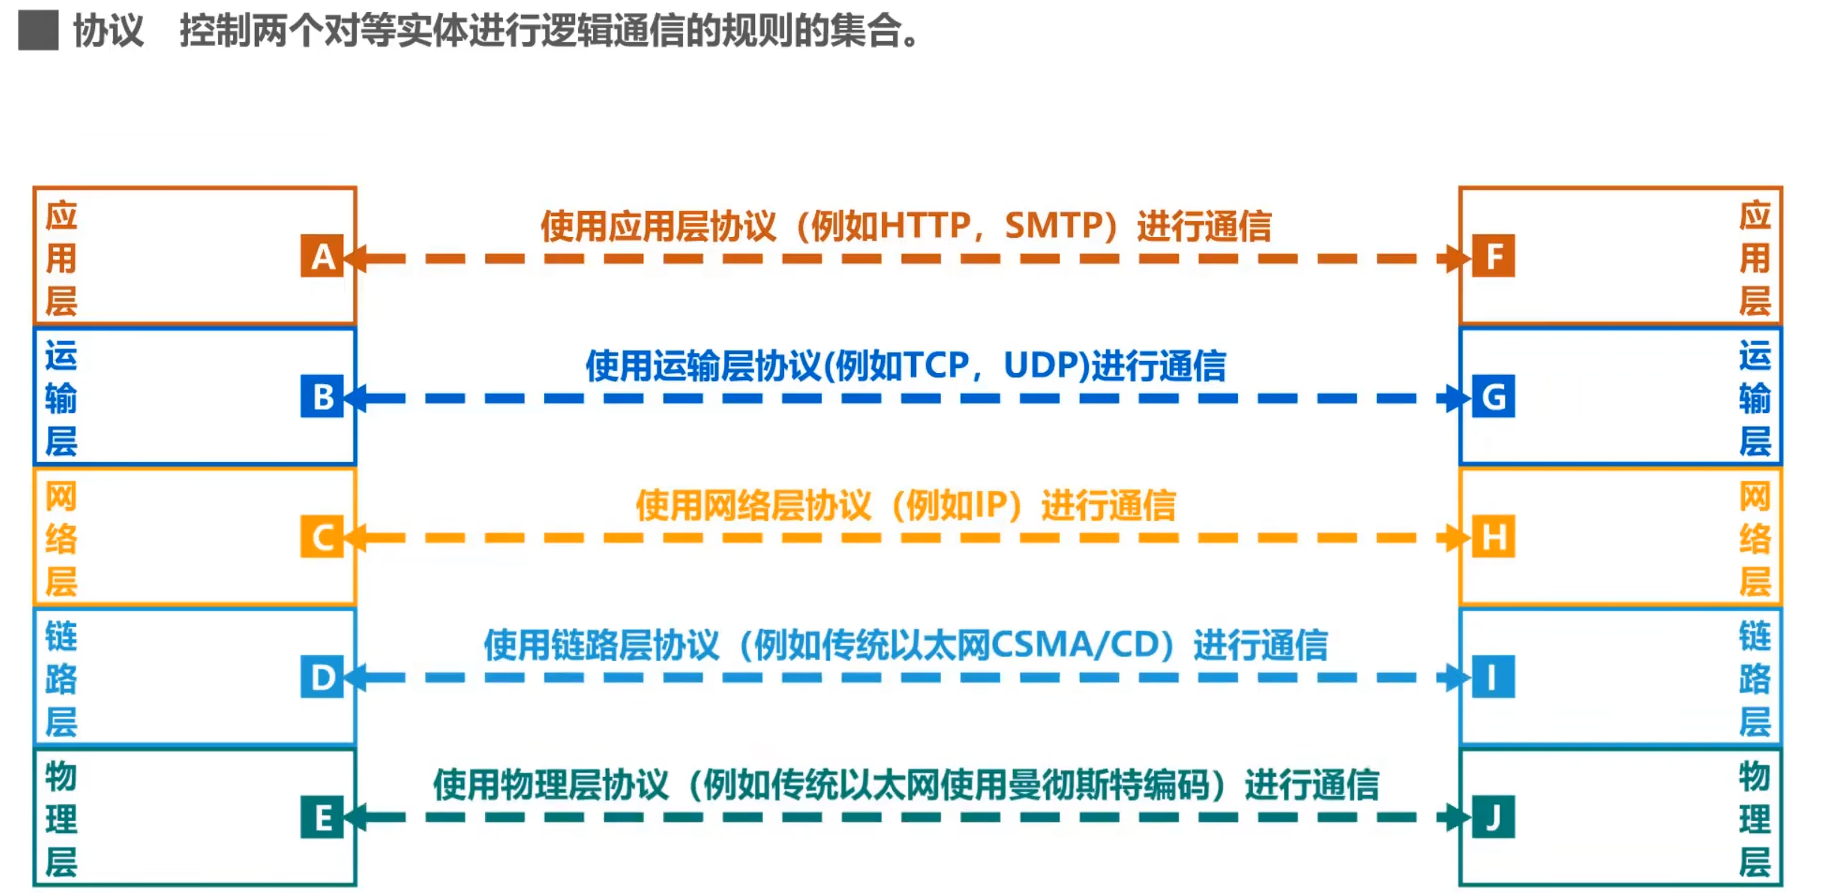 协议 控制两个对等实体进行逻辑通信的规则的集合。
应用层
A
使用应用层协议（例如HTTP，SMTP）进行通信
F
应用层
运输层
B
使用运输层协议(例如TCP，UDP)进行通信
G
运输层
网络层
C
使用网络层协议（例如IP）进行通信
H
网络层
链路层
D
使用链路层协议（例如传统以太网CSMA/CD）进行通信
I
链路层
物理层
E
使用物理层协议（例如传统以太网使用曼彻斯特编码）进行通信
J
物理层